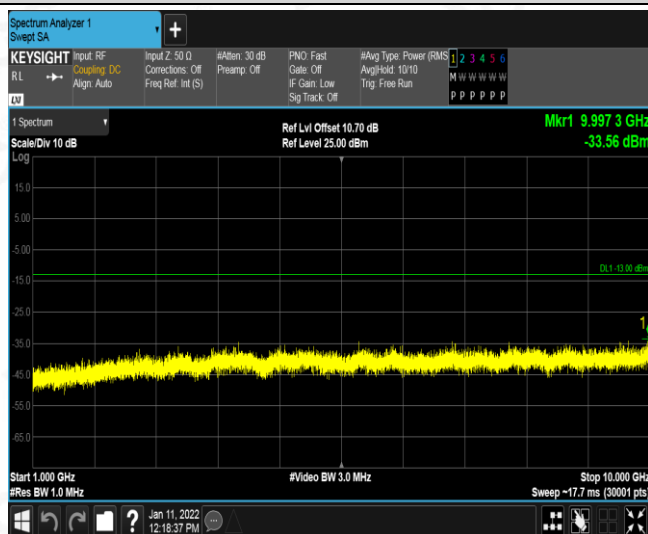 Spectrum Analyzer 1
Swept SA
+
KEYSIGHT
RL
LXI
Input: RF
Coupling: DC
Align: Auto
Input Z: 50 Ω
Corrections: Off
Freq Ref: Int (S)
#Atten: 30 dB
Preamp: Off
PNO: Fast
Gate: Off
IF Gain: Low
Sig Track: Off
#Avg Type: Power (RMS
Avg|Hold: 10/10
Trig: Free Run
1 2 3 4 5 6
M W W W W W
P P P P P P
1 Spectrum
Scale/Div 10 dB
Ref Lvl Offset 10.70 dB
Ref Level 25.00 dBm
Mkr1 9.997 3 GHz
-33.56 dBm
Log
15.0
5.00
-5.00
DL1 -13.00 dBm
-15.0
-25.0
1
-35.0
-45.0
-55.0
-65.0
Start 1.000 GHz
#Res BW 1.0 MHz
#Video BW 3.0 MHz
Stop 10.000 GHz
Sweep ~17.7 ms (30001 pts)
?
Jan 11, 2022
12:18:37 PM